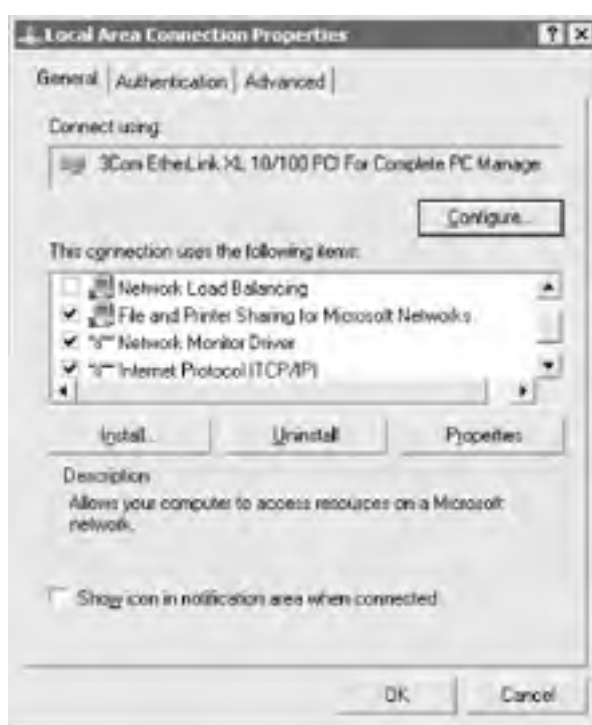 Local Area Connection Properties
General Authentication Advanced
Connect using:
3Com EtherLink XL 10/100 PCI For Complete PC Manage
Configure...
This connection uses the following items:
Network Load Balancing
File and Printer Sharing for Microsoft Networks
Network Monitor Driver
Internet Protocol (TCP/IP)
Install... Uninstall Properties
Description
Allows your computer to access resources on a Microsoft
network.
Show icon in notification area when connected
OK Cancel